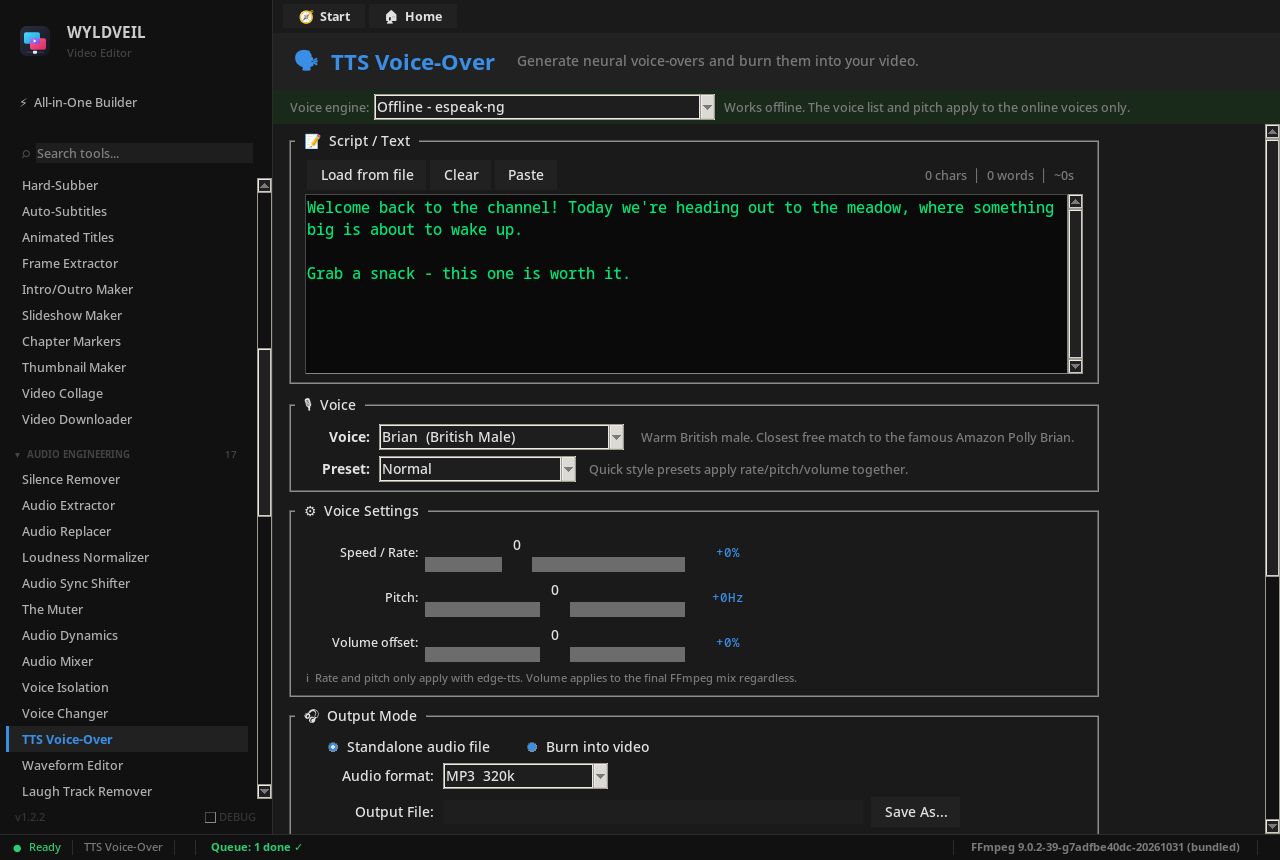 WYLDVEIL
Video Editor
⚡ All-in-One Builder
Search tools...
Hard-Subber
Auto-Subtitles
Animated Titles
Frame Extractor
Intro/Outro Maker
Slideshow Maker
Chapter Markers
Thumbnail Maker
Video Collage
Video Downloader
AUDIO ENGINEERING 17
Silence Remover
Audio Extractor
Audio Replacer
Loudness Normalizer
Audio Sync Shifter
The Muter
Audio Dynamics
Audio Mixer
Voice Isolation
Voice Changer
TTS Voice-Over
Waveform Editor
Laugh Track Remover
v1.2.2 DEBUG
Start Home
TTS Voice-Over Generate neural voice-overs and burn them into your video.
Voice engine: Offline - espeak-ng Works offline. The voice list and pitch apply to the online voices only.
Script / Text
Load from file Clear Paste 0 chars | 0 words | ~0s
Welcome back to the channel! Today we're heading out to the meadow, where something
big is about to wake up.
Grab a snack - this one is worth it.
Voice
Voice: Brian (British Male) Warm British male. Closest free match to the famous Amazon Polly Brian.
Preset: Normal Quick style presets apply rate/pitch/volume together.
Voice Settings
0
Speed / Rate: +0%
0
Pitch: +0Hz
0
Volume offset: +0%
i Rate and pitch only apply with edge-tts. Volume applies to the final FFmpeg mix regardless.
Output Mode
Standalone audio file Burn into video
Audio format: MP3 320k
Output File: Save As...
● Ready TTS Voice-Over Queue: 1 done ✓ FFmpeg 9.0.2-39-g7adfbe40dc-20261031 (bundled)